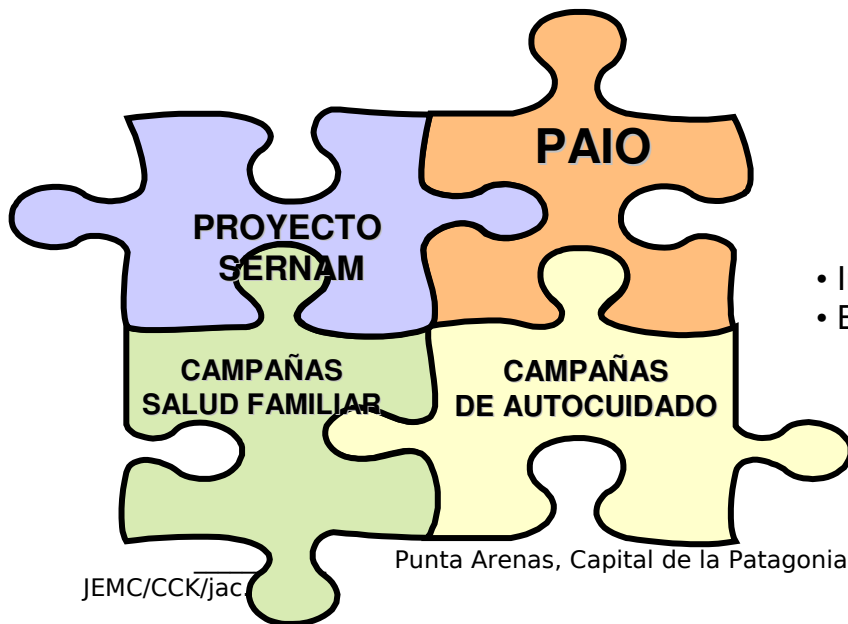 PAIO
PROYECTO
SERNAM
CAMPAÑAS
SALUD FAMILIAR
CAMPAÑAS
DE AUTOCUIDADO
Punta Arenas, Capital de la Patagonia
JEMC/CCK/jac.